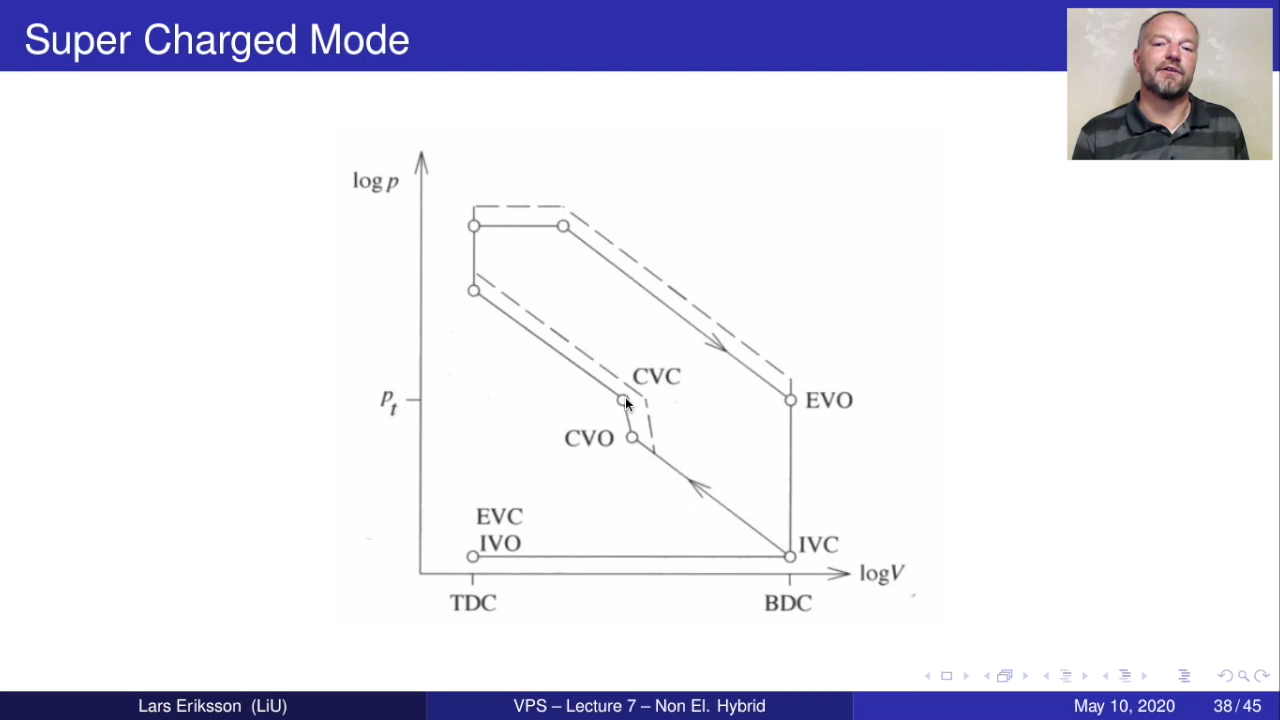 Super Charged Mode
log p
CVC
p_t
EVO
CVO
EVC
IVO
IVC
logV
TDC
BDC
Lars Eriksson (LiU)
VPS – Lecture 7 – Non El. Hybrid
May 10, 2020
38 / 45